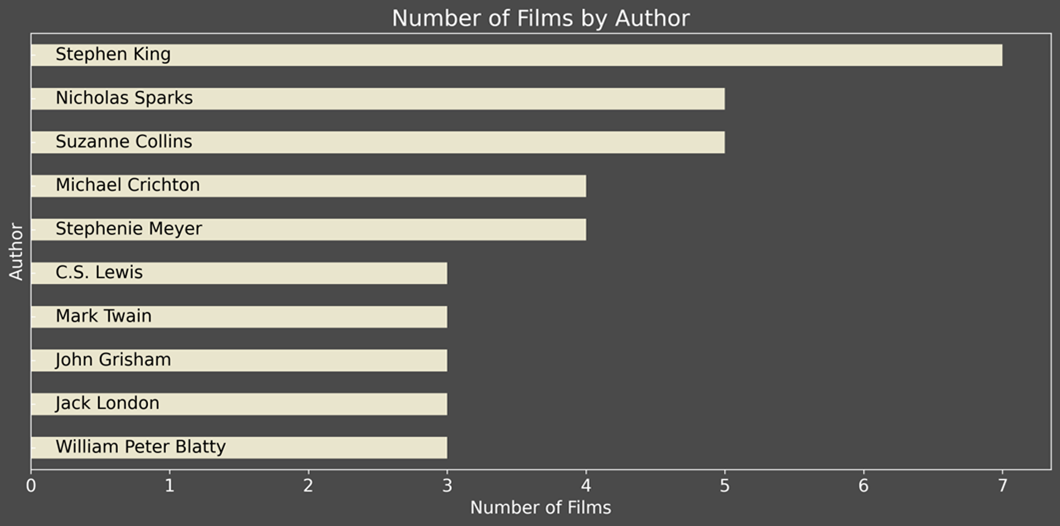 Number of Films by Author
Stephen King
Nicholas Sparks
Suzanne Collins
Michael Crichton
Stephenie Meyer
C.S. Lewis
Mark Twain
John Grisham
Jack London
William Peter Blatty
Author
0 1 2 3 4 5 6 7
Number of Films